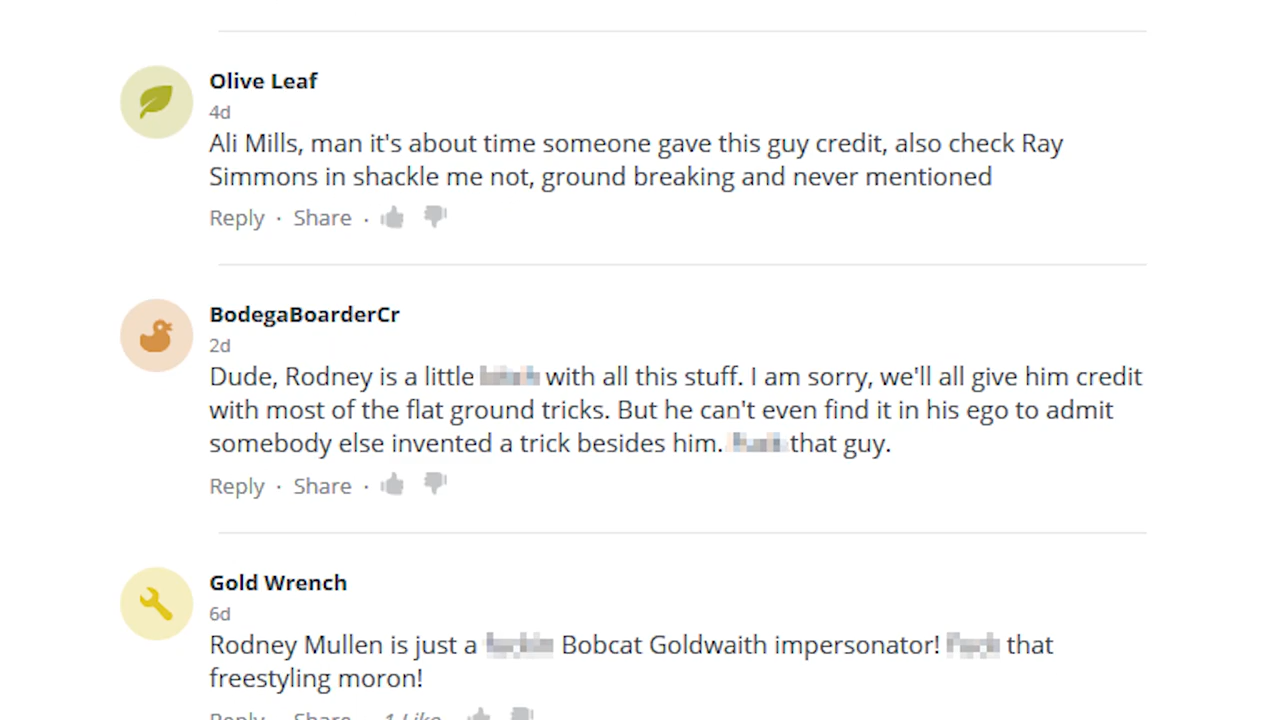 Olive Leaf
4d
Ali Mills, man it's about time someone gave this guy credit, also check Ray
Simmons in shackle me not, ground breaking and never mentioned
Reply · Share ·
BodegaBoarderCr
2d
Dude, Rodney is a little with all this stuff. I am sorry, we'll all give him credit
with most of the flat ground tricks. But he can't even find it in his ego to admit
somebody else invented a trick besides him. that guy.
Reply · Share ·
Gold Wrench
6d
Rodney Mullen is just a Bobcat Goldwaith impersonator! that
freestyling moron!
Reply Share 1 Like